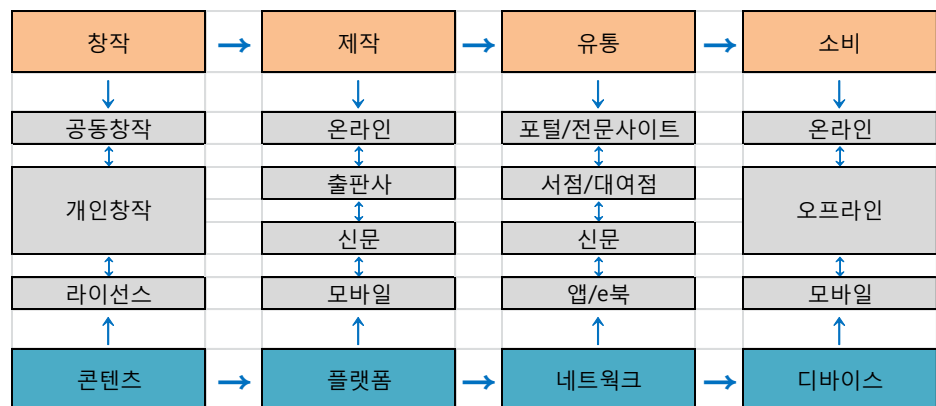 창작 제작 유통 소비
공동창작 온라인 포털/전문사이트 온라인
출판사 서점/대여점
개인창작 오프라인
신문 신문
라이선스 모바일 앱/e북 모바일
콘텐츠 플랫폼 네트웍크 디바이스